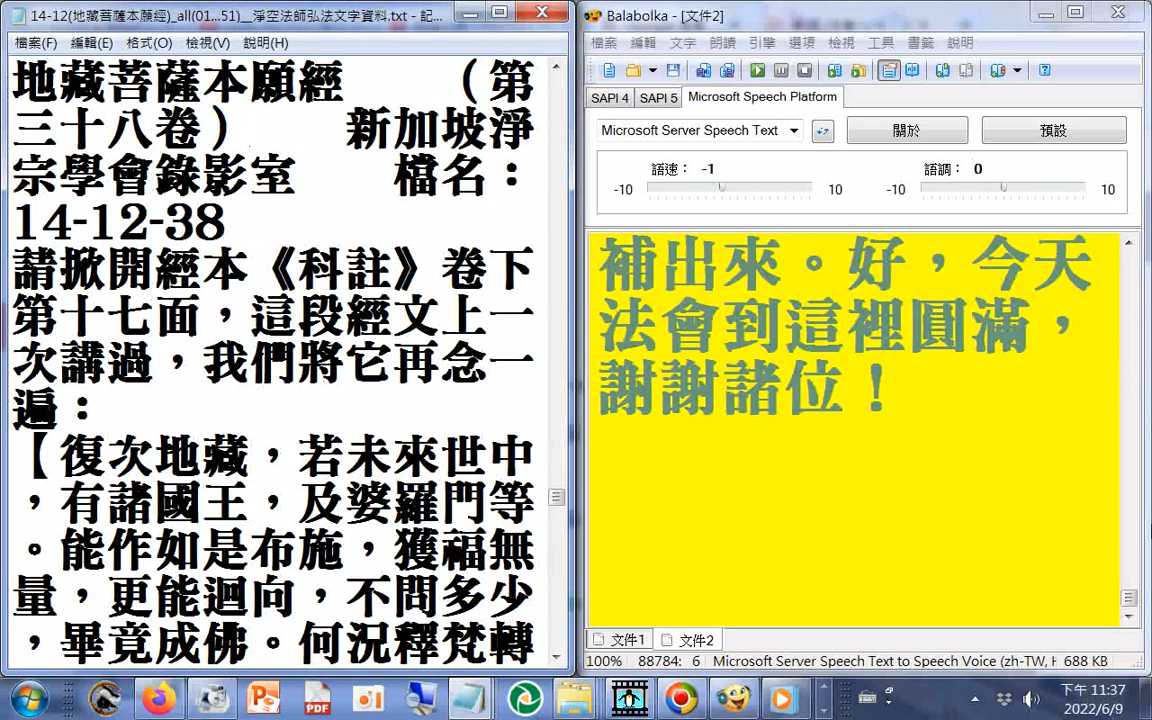 14-12(地藏菩薩本願經)_all(01...51)__淨空法師弘法文字資料.txt - 記...
檔案(F) 編輯(E) 格式(O) 檢視(V) 說明(H)
地藏菩薩本願經 （第
三十八卷） 新加坡淨
宗學會錄影室 檔名：
14-12-38
請掀開經本《科註》卷下
第十七面，這段經文上一
次講過，我們將它再念一
遍：
【復次地藏，若未來世中
，有諸國王，及婆羅門等
。能作如是布施，獲福無
量，更能迴向，不問多少
，畢竟成佛。何況釋梵轉
Balabolka - [文件2]
檔案 編輯 文字 朗讀 引擎 選項 檢視 工具 書籤 說明
SAPI 4 SAPI 5 Microsoft Speech Platform
Microsoft Server Speech Text 關於 預設
語速： -1 語調： 0
-10 10 -10 10
補出來。好，今天
法會到這裡圓滿，
謝謝諸位！
文件1 文件2
100% 88784: 6 Microsoft Server Speech Text to Speech Voice (zh-TW, H 688 KB
下午 11:37
2022/6/9